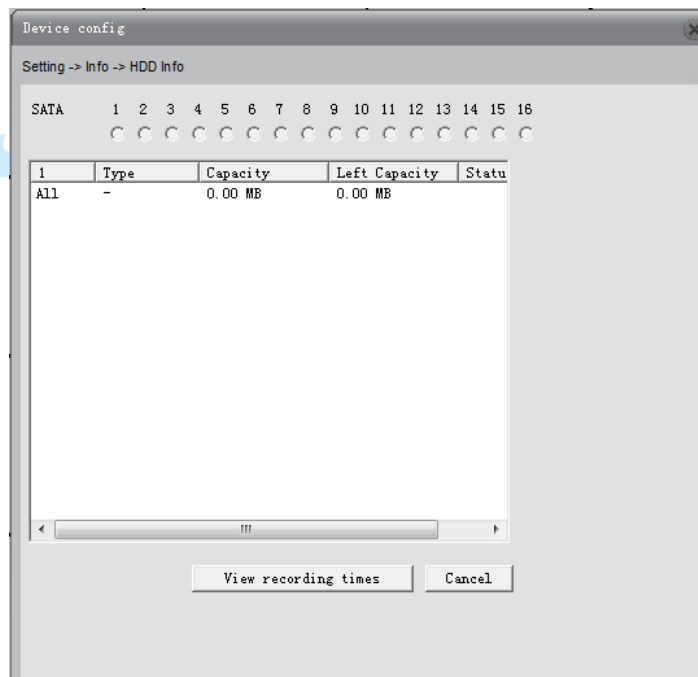 Device config
Setting -> Info -> HDD Info
SATA 1 2 3 4 5 6 7 8 9 10 11 12 13 14 15 16
1 Type Capacity Left Capacity Statu
All - 0.00 MB 0.00 MB
View recording times Cancel